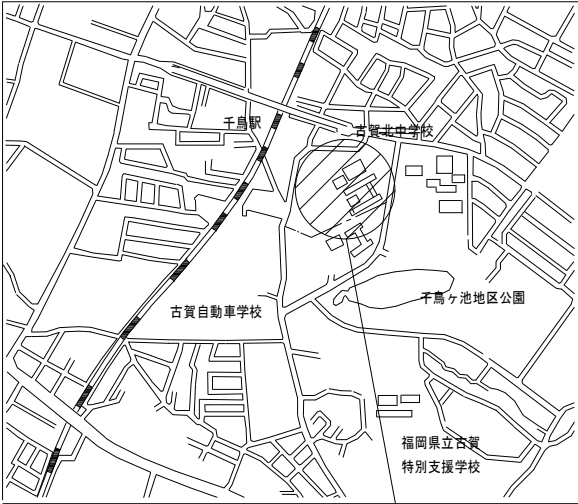 千鳥駅
古賀北中学校
千鳥ヶ池地区公園
古賀自動車学校
福岡県立古賀
特別支援学校